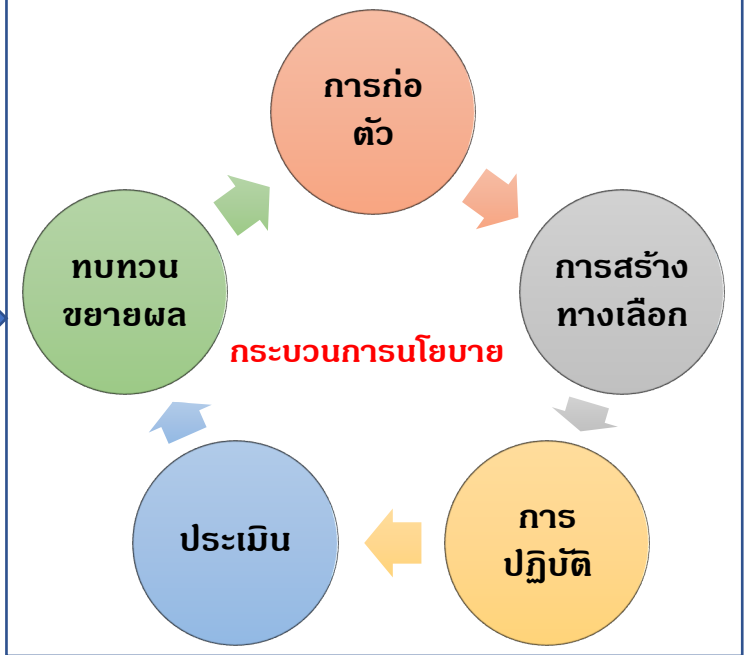 การก่อ
ตัว
การสร้าง
ทางเลือก
การ
ปฏิบัติ
ประเมิน
ทบทวน
ขยายผล
กระบวนการนโยบาย